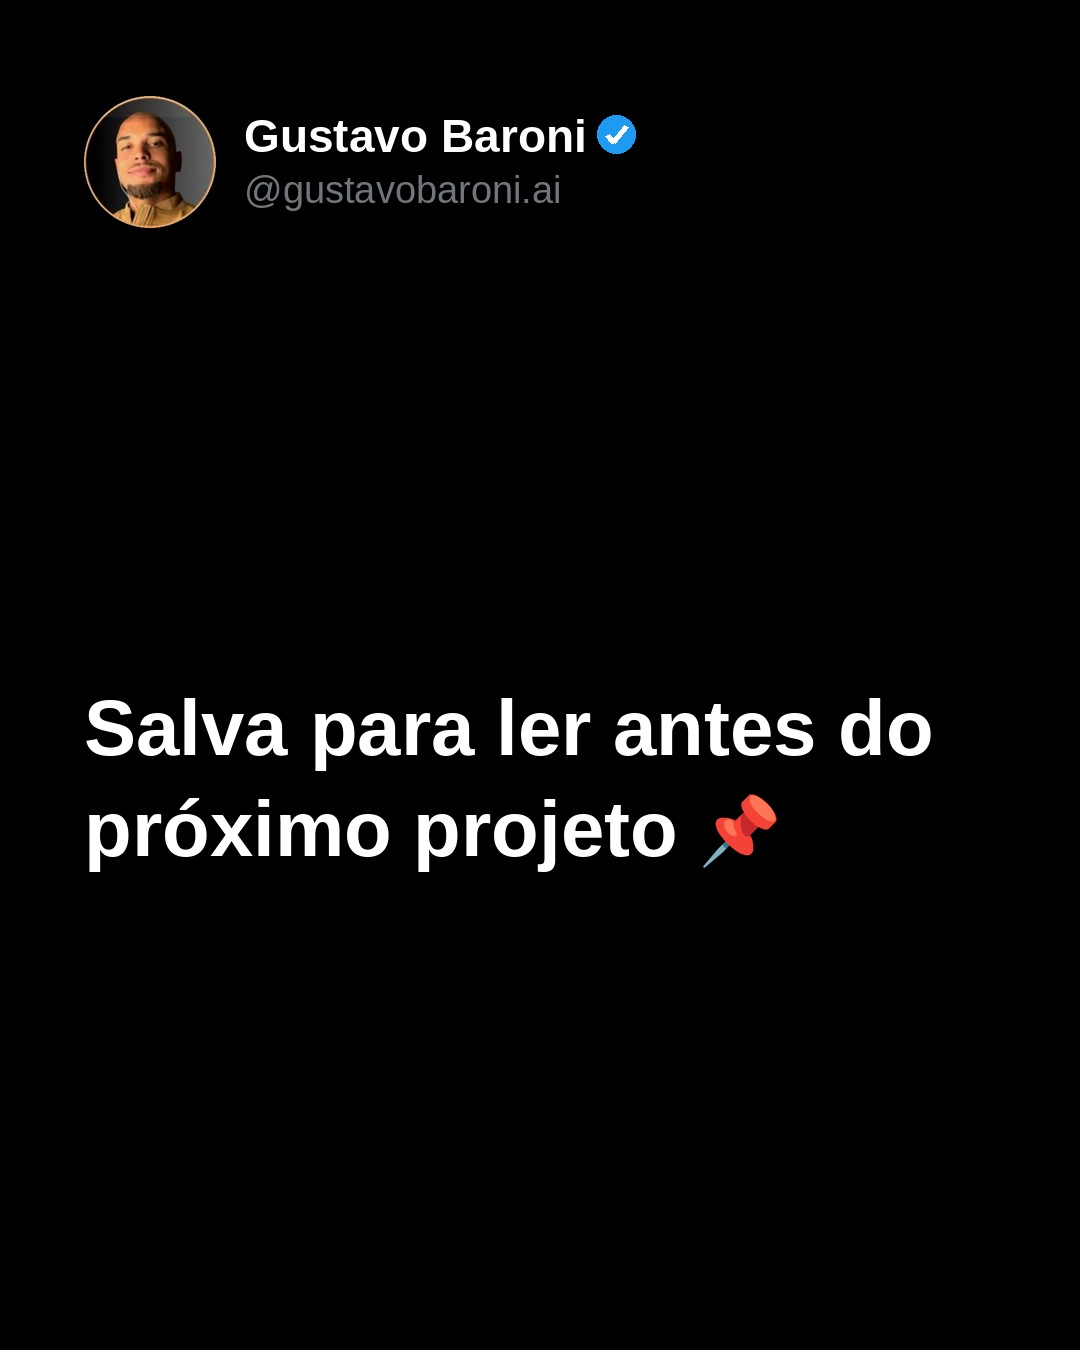 Gustavo Baroni
@gustavobaroni.ai
Salva para ler antes do
próximo projeto 📌